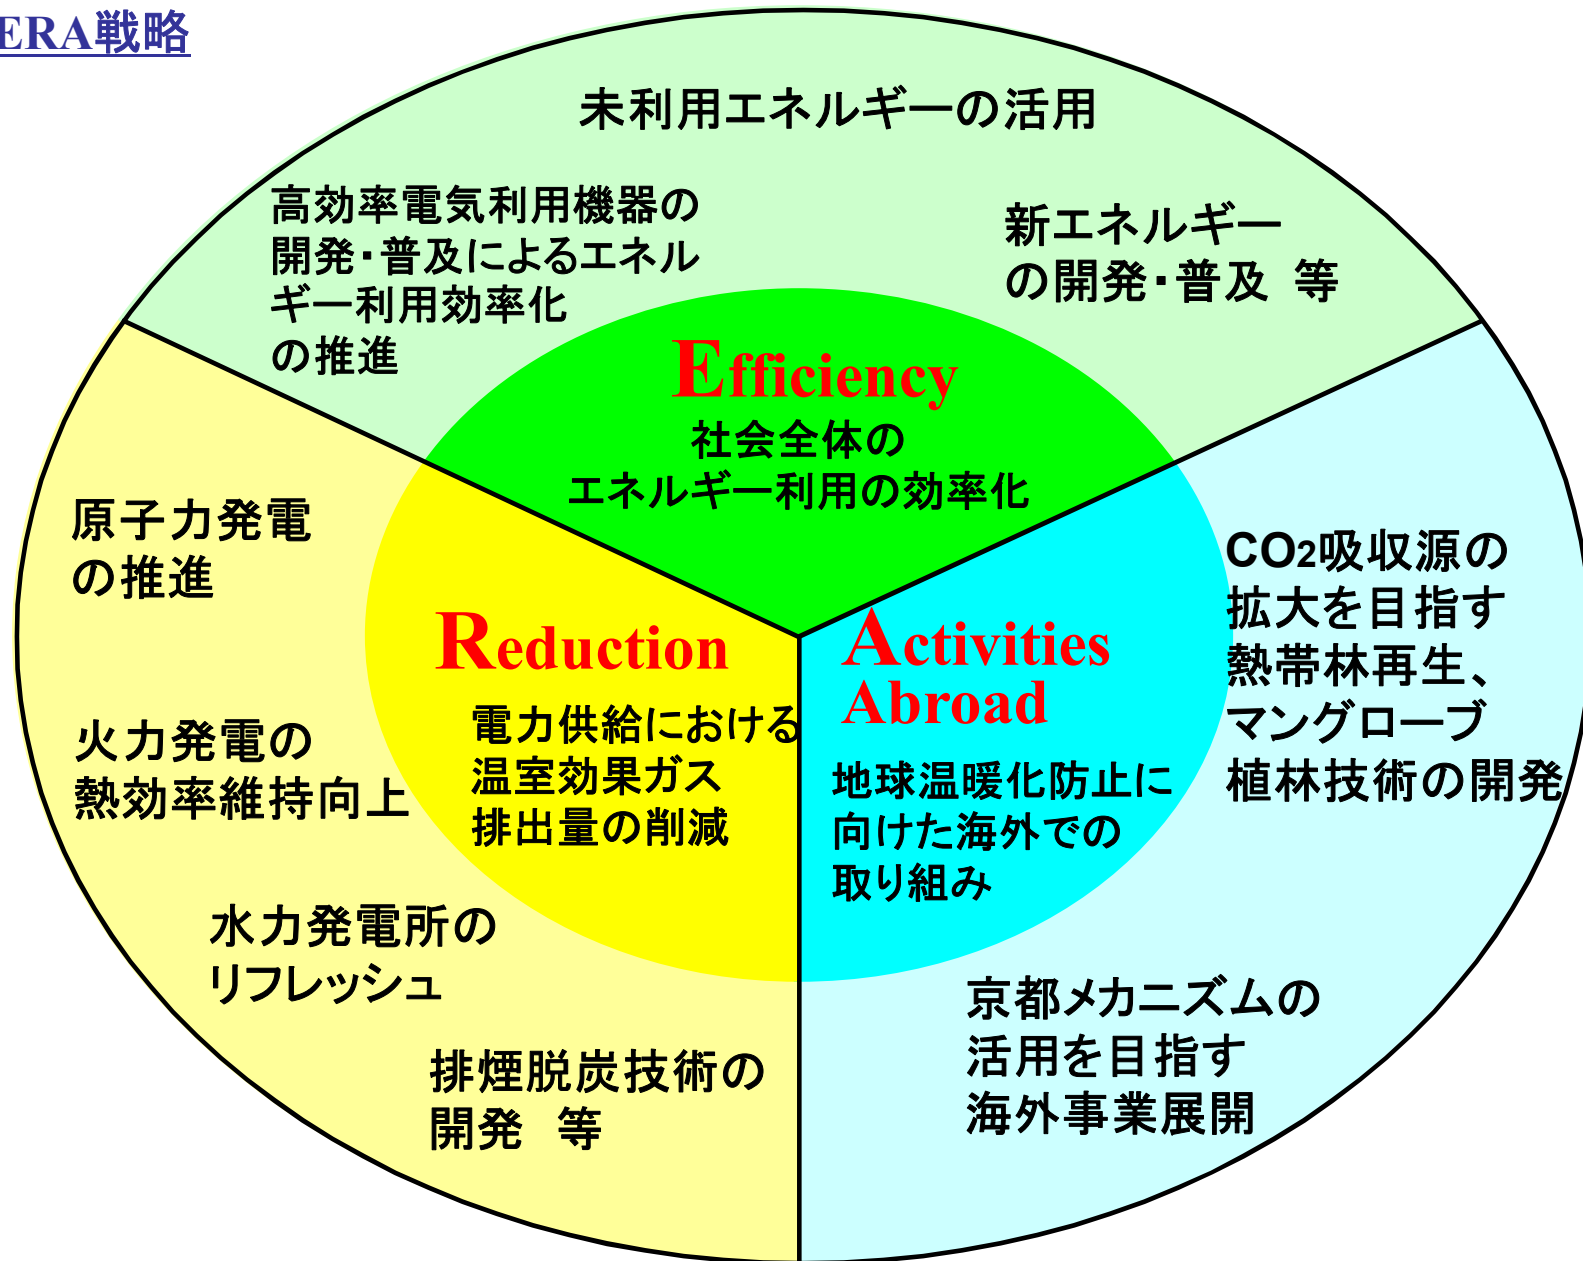 ERA戦略
未利用エネルギーの活用
高効率電気利用機器の
開発・普及によるエネル
ギー利用効率化
の推進
新エネルギー
の開発・普及 等
Efficiency
社会全体の
エネルギー利用の効率化
原子力発電
の推進
火力発電の
熱効率維持向上
水力発電所の
リフレッシュ
排煙脱炭技術の
開発 等
Reduction
電力供給における
温室効果ガス
排出量の削減
Activities
Abroad
地球温暖化防止に
向けた海外での
取り組み
CO2吸収源の
拡大を目指す
熱帯林再生、
マングローブ
植林技術の開発
京都メカニズムの
活用を目指す
海外事業展開